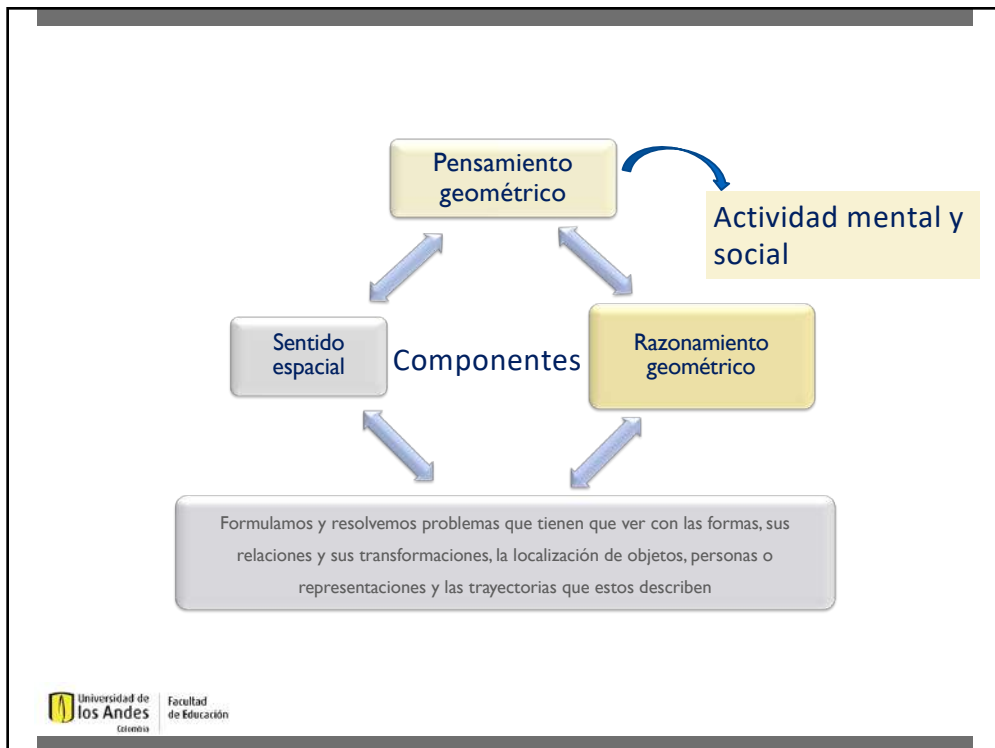 Pensamiento
geométrico
Actividad mental y
social
Sentido
espacial
Componentes
Razonamiento
geométrico
Formulamos y resolvemos problemas que tienen que ver con las formas, sus
relaciones y sus transformaciones, la localización de objetos, personas o
representaciones y las trayectorias que estos describen
Universidad de
los Andes
Colombia
Facultad
de Educación